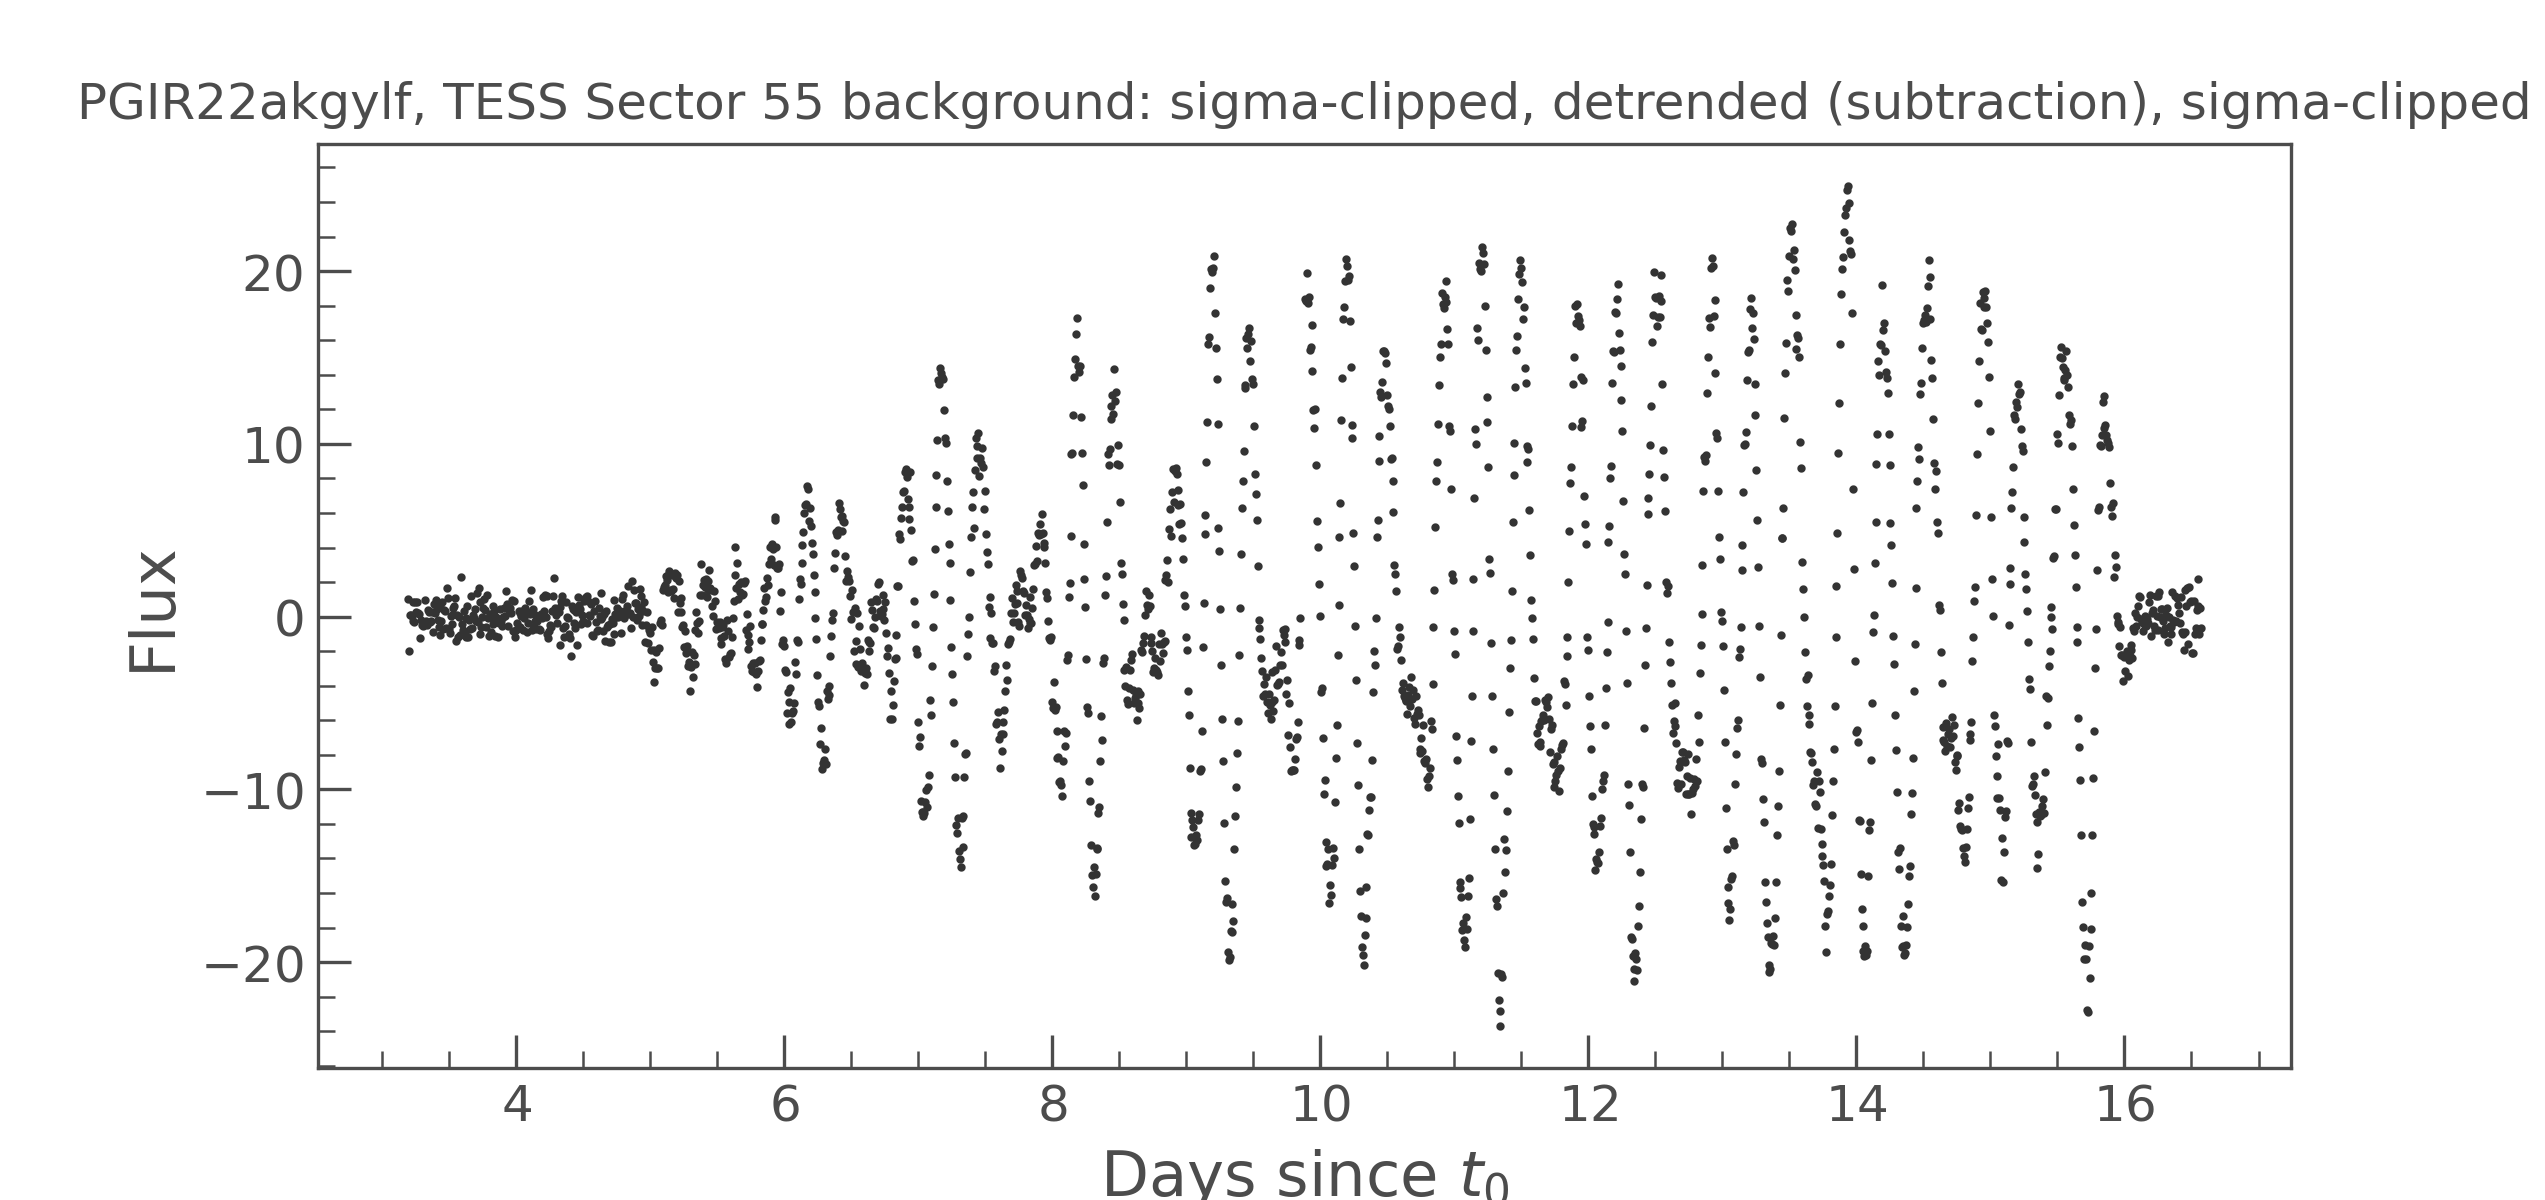 PGIR22akgylf, TESS Sector 55 background: sigma-clipped, detrended (subtraction), sigma-clipped
Flux
20
10
0
−10
−20
4 6 8 10 12 14 16
Days since t0